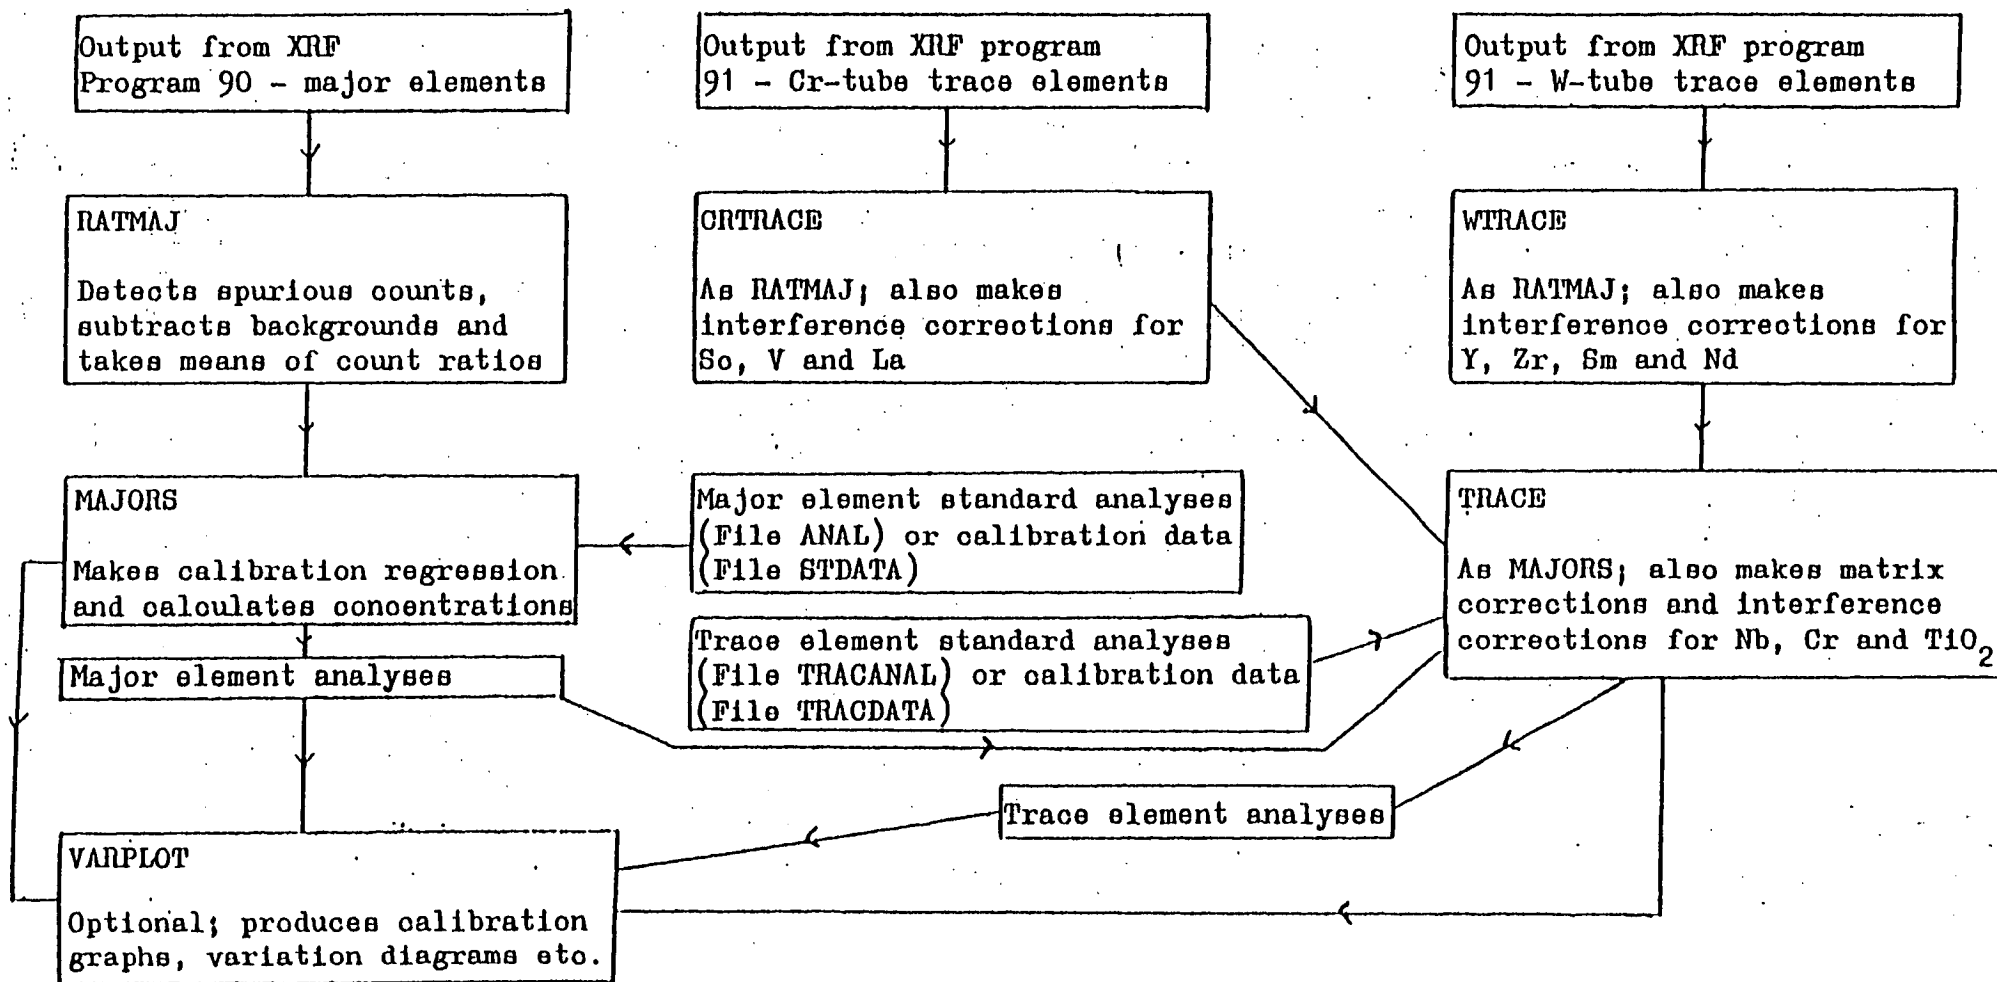 Output from XRF
Program 90 - major elements
Output from XRF program
91 - Cr-tube trace elements
Output from XRF program
91 - W-tube trace elements
RATMAJ
Detects spurious counts,
subtracts backgrounds and
takes means of count ratios
CRTRACE
As RATMAJ; also makes
interference corrections for
Sc, V and La
WTRACE
As RATMAJ; also makes
interference corrections for
Y, Zr, Sm and Nd
MAJORS
Makes calibration regression
and calculates concentrations
Major element standard analyses
(File ANAL) or calibration data
(File STDATA)
TRACE
As MAJORS; also makes matrix
corrections and interference
corrections for Nb, Cr and TiO₂
Trace element standard analyses
(File TRACANAL) or calibration data
(File TRACDATA)
Major element analyses
Trace element analyses
VARPLOT
Optional; produces calibration
graphs, variation diagrams etc.